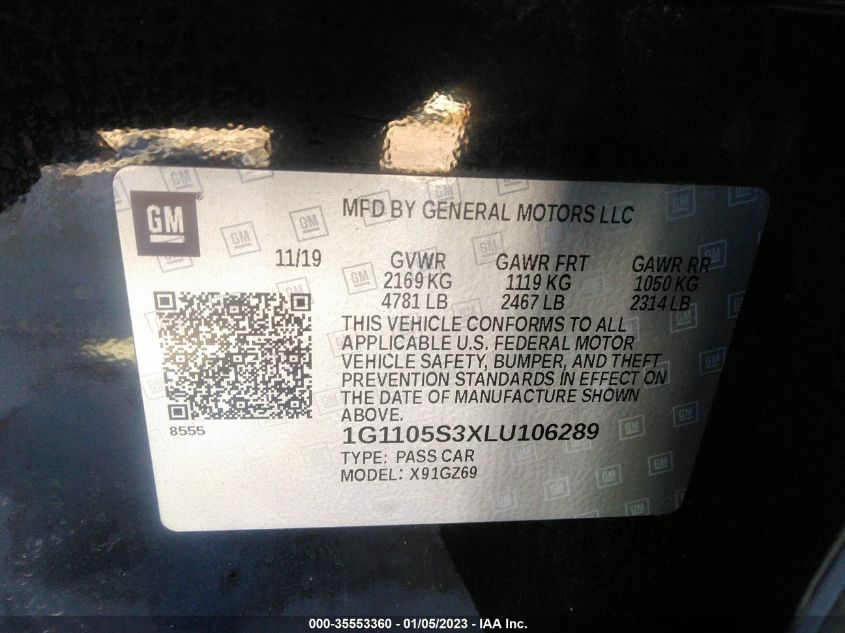 GM
MFD BY GENERAL MOTORS LLC
11/19
GVWR GAWR FRT GAWR RR
2169 KG 1119 KG 1050 KG
4781 LB 2467 LB 2314 LB
THIS VEHICLE CONFORMS TO ALL
APPLICABLE U.S. FEDERAL MOTOR
VEHICLE SAFETY, BUMPER, AND THEFT
PREVENTION STANDARDS IN EFFECT ON
THE DATE OF MANUFACTURE SHOWN
ABOVE.
8555
1G1105S3XLU106289
TYPE: PASS CAR
MODEL: X91GZ69
000-35553360 - 01/05/2023 - IAA Inc.